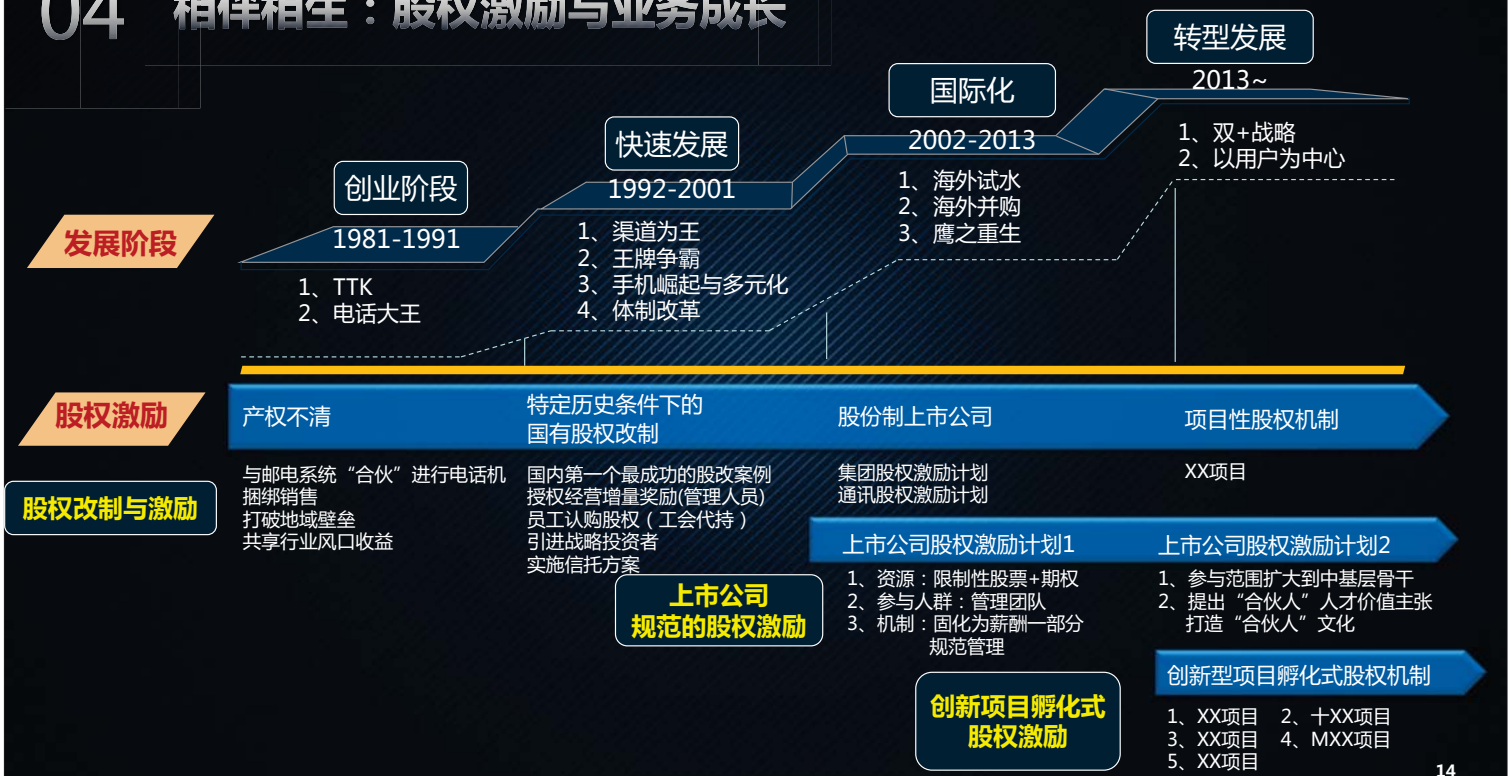 04 相伴相生：股权激励与业务成长
转型发展
2013~
1、双+战略
2、以用户为中心
国际化
2002-2013
1、海外试水
2、海外并购
3、鹰之重生
快速发展
1992-2001
1、渠道为王
2、王牌争霸
3、手机崛起与多元化
4、体制改革
创业阶段
1981-1991
1、TTK
2、电话大王
发展阶段
股权激励
产权不清
特定历史条件下的
国有股权改制
股份制上市公司
项目性股权机制
股权改制与激励
与邮电系统“合伙”进行电话机
捆绑销售
打破地域壁垒
共享行业风口收益
国内第一个最成功的股改案例
授权经营增量奖励(管理人员)
员工认购股权（工会代持）
引进战略投资者
实施信托方案
集团股权激励计划
通讯股权激励计划
XX项目
上市公司
规范的股权激励
上市公司股权激励计划1
1、资源：限制性股票+期权
2、参与人群：管理团队
3、机制：固化为薪酬一部分
规范管理
上市公司股权激励计划2
1、参与范围扩大到中基层骨干
2、提出“合伙人”人才价值主张
打造“合伙人”文化
创新项目孵化式
股权激励
创新型项目孵化式股权机制
1、XX项目 2、十XX项目
3、XX项目 4、MXX项目
5、XX项目
14